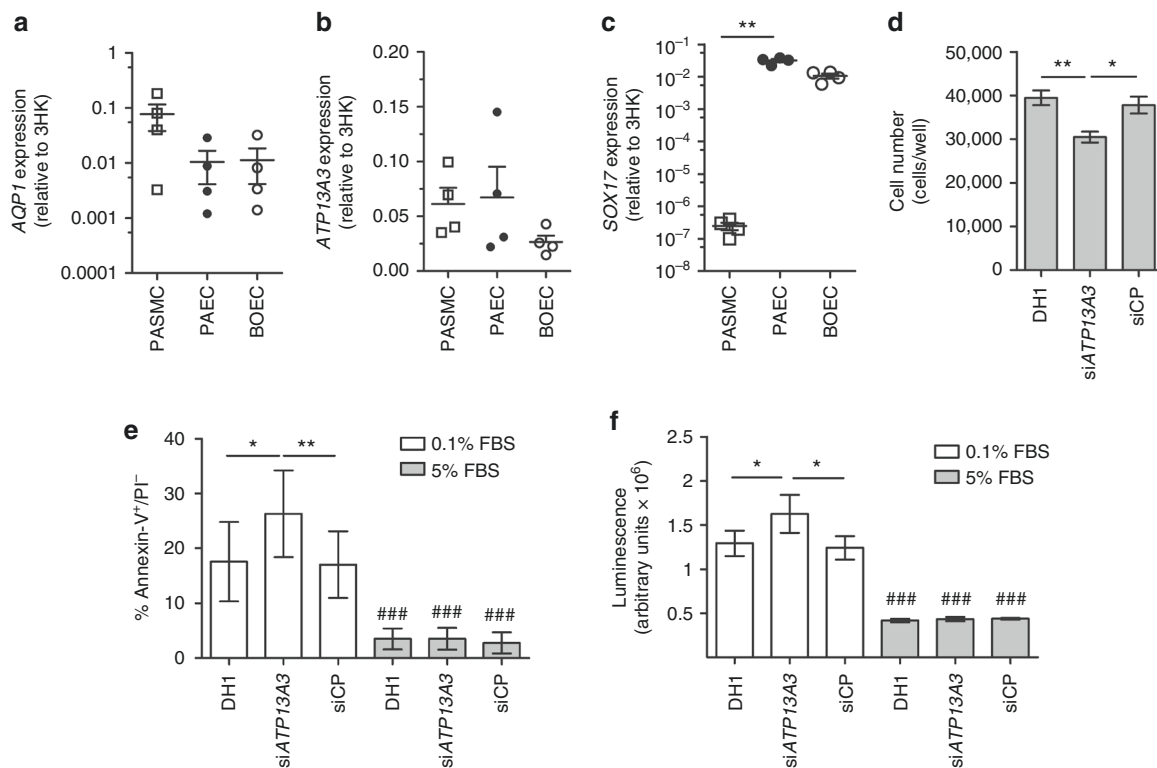 a
AQP1 expression
(relative to 3HK)
1
0.1
0.01
0.001
0.0001
PASMC
PAEC
BOEC
b
ATP13A3 expression
(relative to 3HK)
0.20
0.15
0.10
0.05
0.00
PASMC
PAEC
BOEC
c
SOX17 expression
(relative to 3HK)
**
10⁻¹
10⁻²
10⁻³
10⁻⁴
10⁻⁵
10⁻⁶
10⁻⁷
10⁻⁸
PASMC
PAEC
BOEC
d
Cell number
(cells/well)
50,000
40,000
30,000
20,000
10,000
0
** *
DH1
siATP13A3
siCP
e
% Annexin-V⁺/PI⁻
40
30
20
10
0
* **
0.1% FBS
5% FBS
### ### ###
DH1
siATP13A3
siCP
DH1
siATP13A3
siCP
f
Luminescence
(arbitrary units × 10⁶)
2.5
2
1.5
1
0.5
* *
0.1% FBS
5% FBS
### ### ###
DH1
siATP13A3
siCP
DH1
siATP13A3
siCP